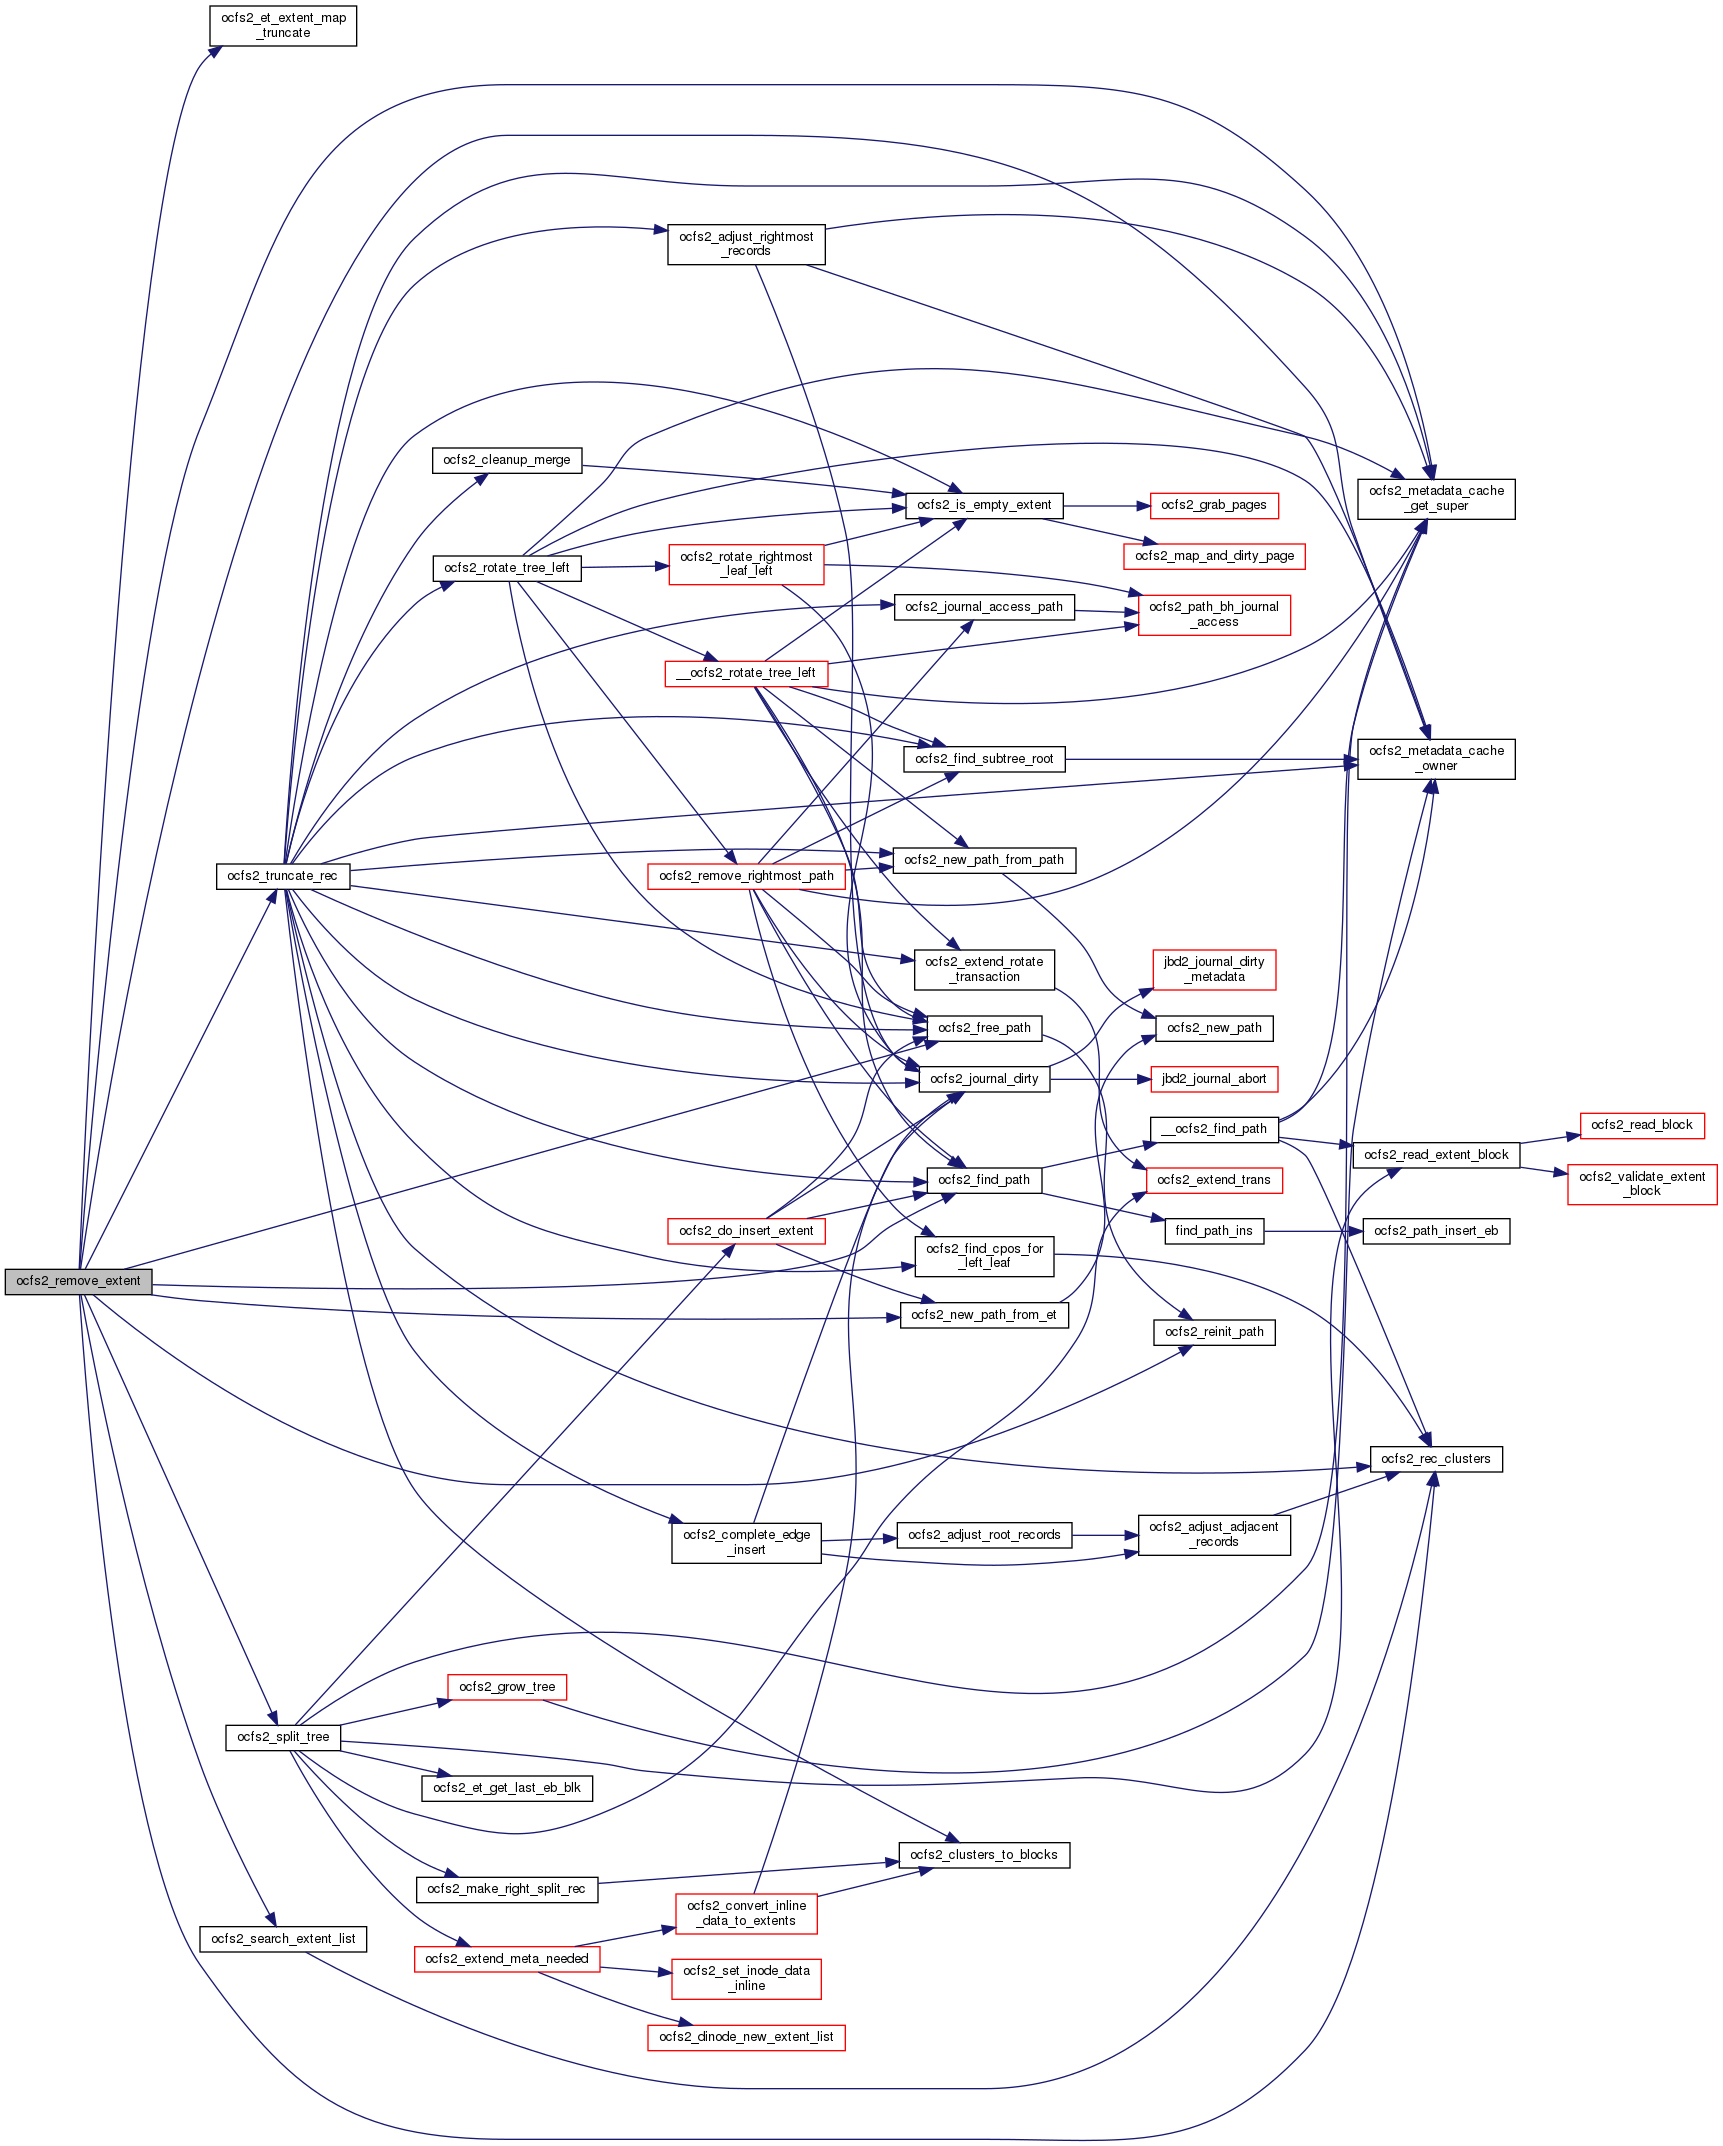 ocfs2_et_extent_map
_truncate
ocfs2_adjust_rightmost
_records
ocfs2_cleanup_merge
ocfs2_metadata_cache
_get_super
ocfs2_is_empty_extent
ocfs2_grab_pages
ocfs2_map_and_dirty_page
ocfs2_rotate_tree_left
ocfs2_rotate_rightmost
_leaf_left
ocfs2_journal_access_path
ocfs2_path_bh_journal
_access
__ocfs2_rotate_tree_left
ocfs2_find_subtree_root
ocfs2_metadata_cache
_owner
ocfs2_truncate_rec
ocfs2_remove_rightmost_path
ocfs2_new_path_from_path
ocfs2_extend_rotate
_transaction
jbd2_journal_dirty
_metadata
ocfs2_free_path
ocfs2_new_path
ocfs2_journal_dirty
jbd2_journal_abort
__ocfs2_find_path
ocfs2_read_block
ocfs2_read_extent_block
ocfs2_find_path
ocfs2_extend_trans
ocfs2_validate_extent
_block
ocfs2_do_insert_extent
find_path_ins
ocfs2_path_insert_eb
ocfs2_find_cpos_for
_left_leaf
ocfs2_remove_extent
ocfs2_new_path_from_et
ocfs2_reinit_path
ocfs2_rec_clusters
ocfs2_complete_edge
_insert
ocfs2_adjust_root_records
ocfs2_adjust_adjacent
_records
ocfs2_grow_tree
ocfs2_split_tree
ocfs2_et_get_last_eb_blk
ocfs2_clusters_to_blocks
ocfs2_make_right_split_rec
ocfs2_convert_inline
_data_to_extents
ocfs2_search_extent_list
ocfs2_extend_meta_needed
ocfs2_set_inode_data
_inline
ocfs2_dinode_new_extent_list